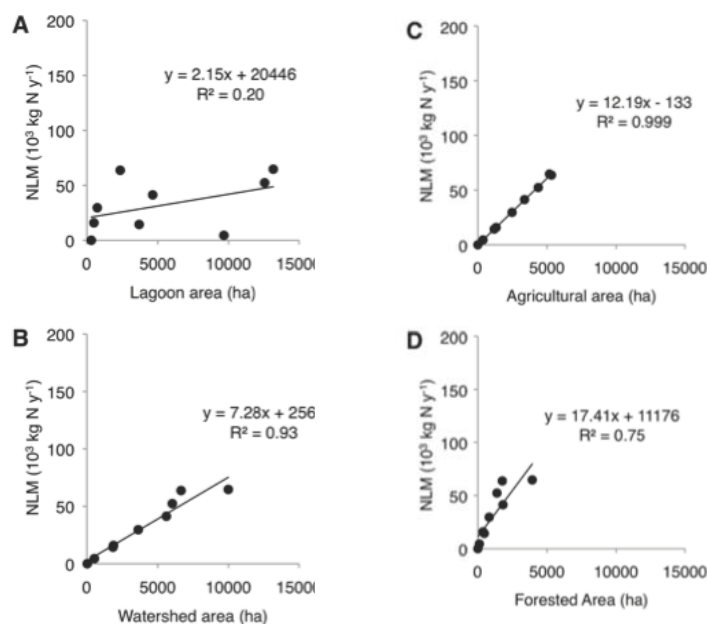 A
NLM (10³ kg N y⁻¹)
200
150
100
50
0
y = 2.15x + 20446
R² = 0.20
0 5000 10000 15000
Lagoon area (ha)
C
NLM (10³ kg N y⁻¹)
200
150
100
50
0
y = 12.19x - 133
R² = 0.999
0 5000 10000 15000
Agricultural area (ha)
B
NLM (10³ kg N y⁻¹)
200
150
100
50
0
y = 7.28x + 256
R² = 0.93
0 5000 10000 15000
Watershed area (ha)
D
NLM (10³ kg N y⁻¹)
200
150
100
50
0
y = 17.41x + 11176
R² = 0.75
0 5000 10000 15000
Forested Area (ha)